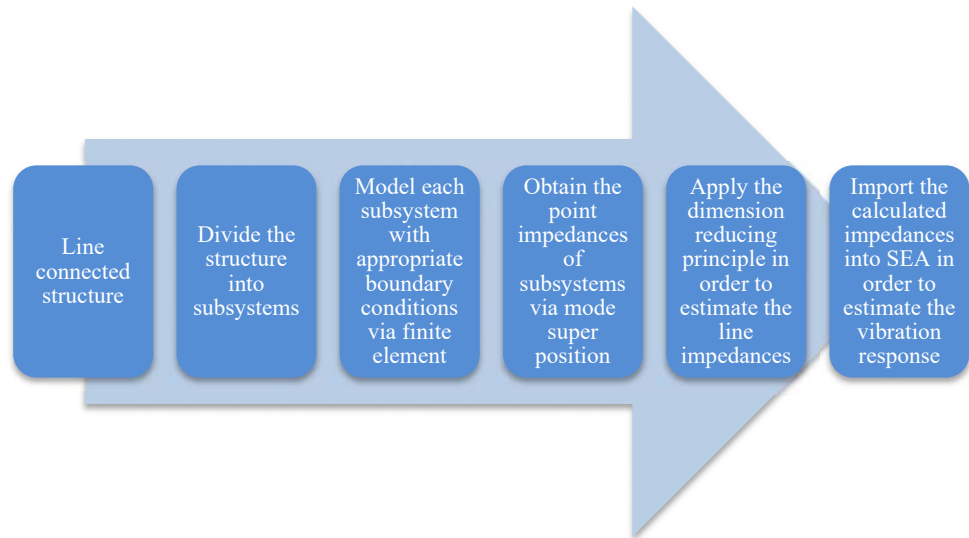 Line
connected
structure
Divide the
structure
into
subsystems
Model each
subsystem
with
appropriate
boundary
conditions
via finite
element
Obtain the
point
impedances
of
subsystems
via mode
super
position
Apply the
dimension
reducing
principle in
order to
estimate the
line
impedances
Import the
calculated
impedances
into SEA in
order to
estimate the
vibration
response